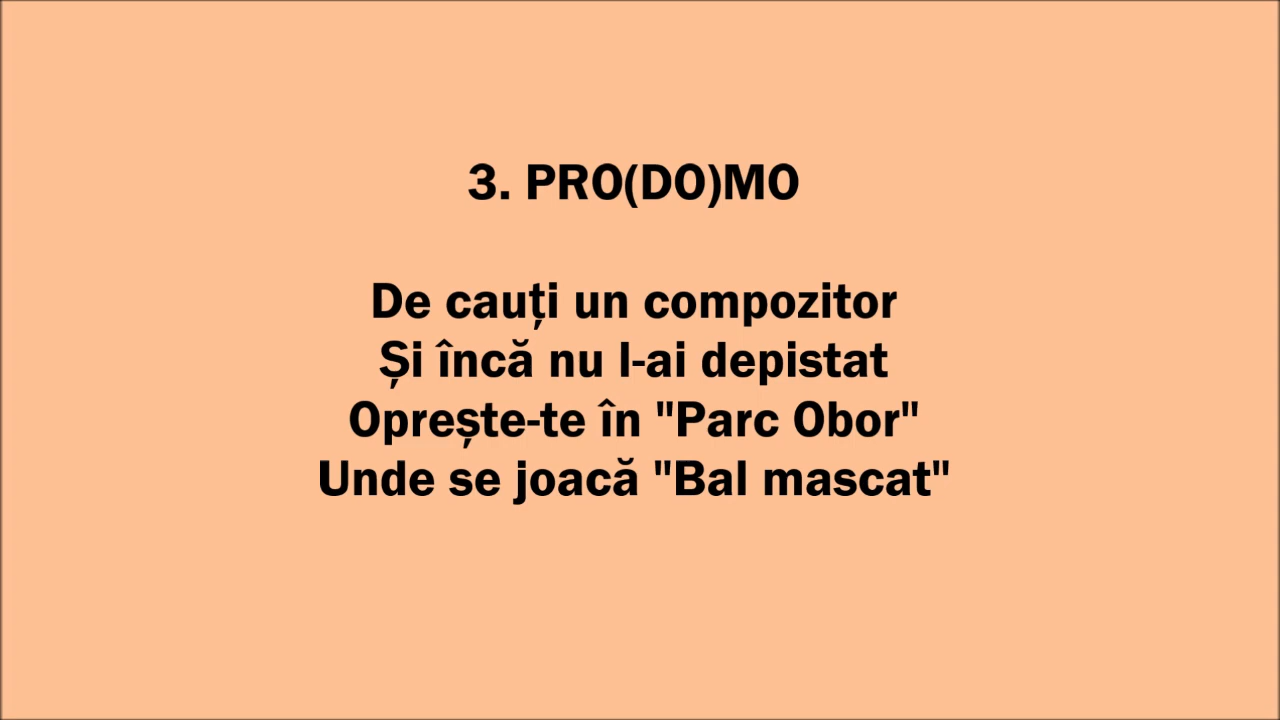 3. PRO(DO)MO
De cauți un compozitor
Și încă nu l-ai depistat
Oprește-te în "Parc Obor"
Unde se joacă "Bal mascat"